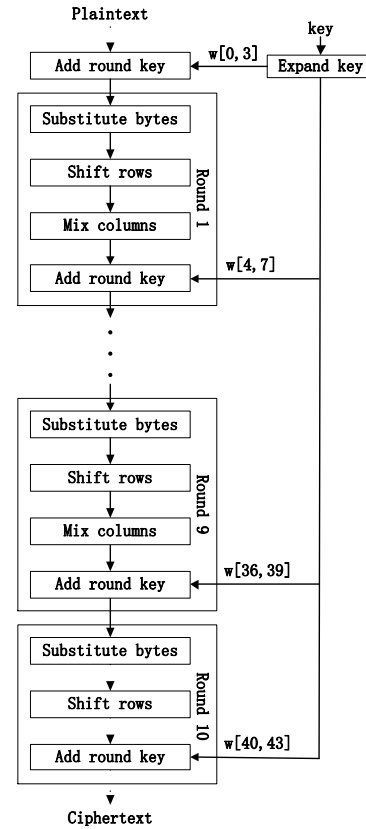 Plaintext
key
Add round key
w[0,3]
Expand key
Substitute bytes
Shift rows
Mix columns
Add round key
Round 1
w[4,7]
Substitute bytes
Shift rows
Mix columns
Add round key
Round 9
w[36,39]
Substitute bytes
Shift rows
Add round key
Round 10
w[40,43]
Ciphertext